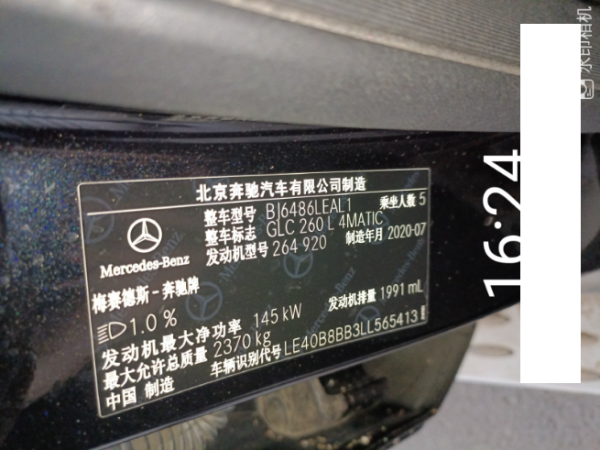 北京奔驰汽车有限公司制造
整车型号 BJ6486LEAL1 乘坐人数 5
整车标志 GLC 260 L 4MATIC
发动机型号 264 920 制造年月 2020-07
Mercedes-Benz
梅赛德斯-奔驰牌
1.0 % 发动机排量 1991 mL
发动机最大净功率 145 kW
最大允许总质量 2370 kg
中国 制造 车辆识别代号 LE40B8BB3LL565413
16:24
水印相机